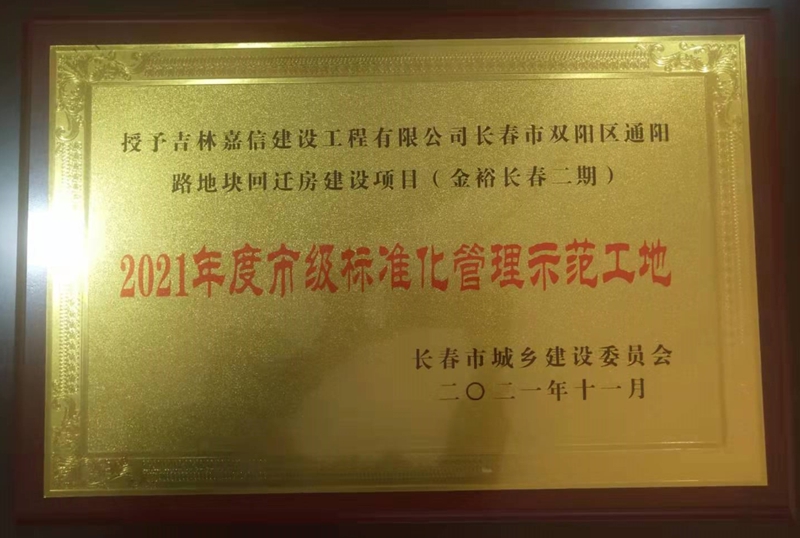 授予吉林嘉信建设工程有限公司长春市双阳区通阳
路地块回迁房建设项目（金裕长春二期）
2021年度市级标准化管理示范工地
长春市城乡建设委员会
二〇二一年十一月